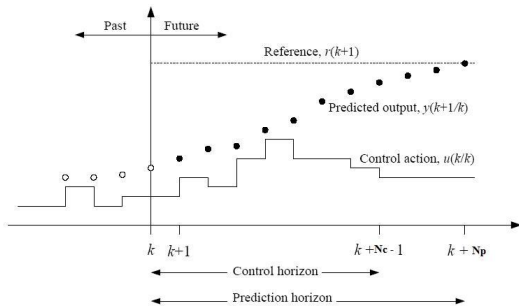 Past Future
Reference, r(k+1)
Predicted output, y(k+1/k)
Control action, u(k/k)
k k+1 k+Nc-1 k+Np
Control horizon
Prediction horizon